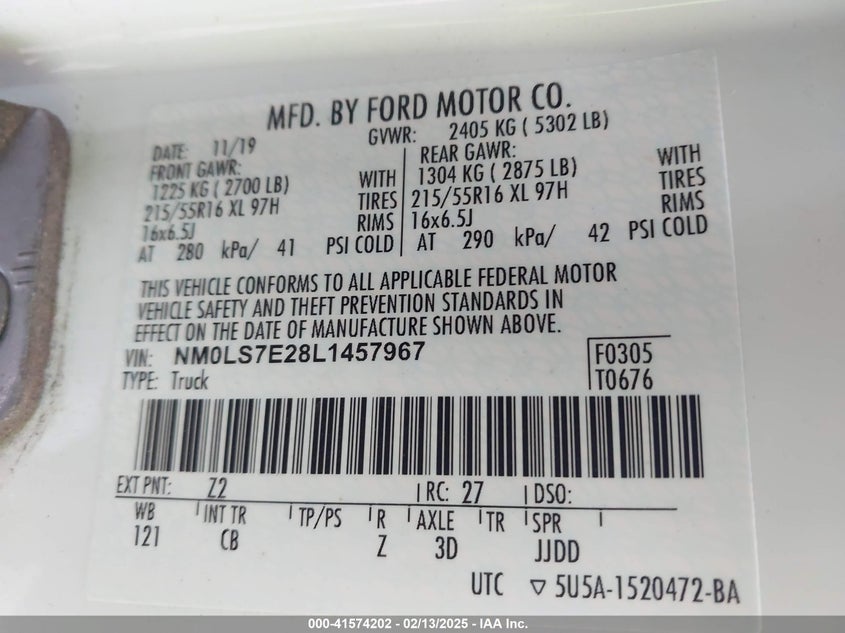 MFD. BY FORD MOTOR CO.
DATE: 11/19 GVWR: 2405 KG ( 5302 LB)
FRONT GAWR: REAR GAWR:
1225 KG ( 2700 LB) WITH 1304 KG ( 2875 LB) WITH
215/55R16 XL 97H TIRES 215/55R16 XL 97H TIRES
16x6.5J RIMS 16x6.5J RIMS
AT 280 kPa/ 41 PSI COLD AT 290 kPa/ 42 PSI COLD
THIS VEHICLE CONFORMS TO ALL APPLICABLE FEDERAL MOTOR
VEHICLE SAFETY AND THEFT PREVENTION STANDARDS IN
EFFECT ON THE DATE OF MANUFACTURE SHOWN ABOVE.
VIN: NM0LS7E28L1457967 F0305
TYPE: Truck T0676
EXT PNT: Z2 RC: 27 DSO:
WB INT TR TP/PS R AXLE TR SPR
121 CB Z 3D JJDD
UTC ▽ 5U5A-1520472-BA
000-41574202 - 02/13/2025 - IAA Inc.